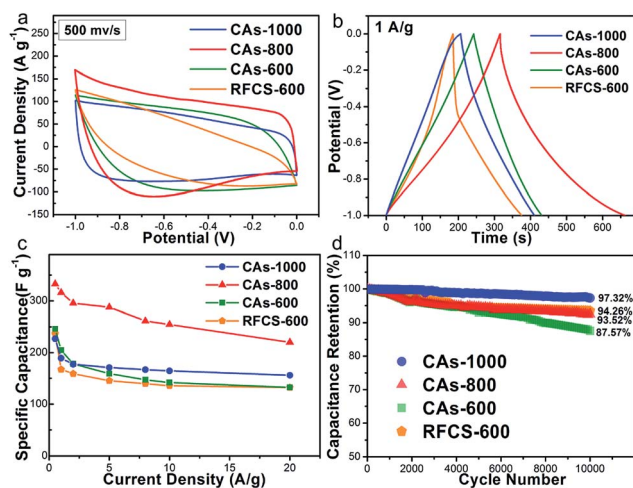 a
500 mv/s
CAs-1000
CAs-800
CAs-600
RFCS-600
Current Density (A g⁻¹)
250
200
150
100
50
0
-50
-100
-150
-1.0 -0.8 -0.6 -0.4 -0.2 0.0
Potential (V)
b
1 A/g
CAs-1000
CAs-800
CAs-600
RFCS-600
Potential (V)
0.0
-0.2
-0.4
-0.6
-0.8
-1.0
0 100 200 300 400 500 600
Time (s)
c
CAs-1000
CAs-800
CAs-600
RFCS-600
Specific Capacitance(F g⁻¹)
350
300
250
200
150
100
50
0
0 5 10 15 20
Current Density (A/g)
d
Capacitance Retention (%)
110
100
90
80
70
60
50
97.32%
94.26%
93.52%
87.57%
CAs-1000
CAs-800
CAs-600
RFCS-600
0 2000 4000 6000 8000 10000
Cycle Number